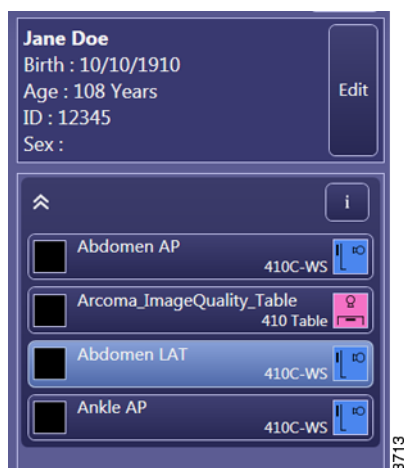 Jane Doe
Birth : 10/10/1910
Age : 108 Years
ID : 12345
Sex :
Edit
i
Abdomen AP
410C-WS
Arcoma_ImageQuality_Table
410 Table
Abdomen LAT
410C-WS
Ankle AP
410C-WS